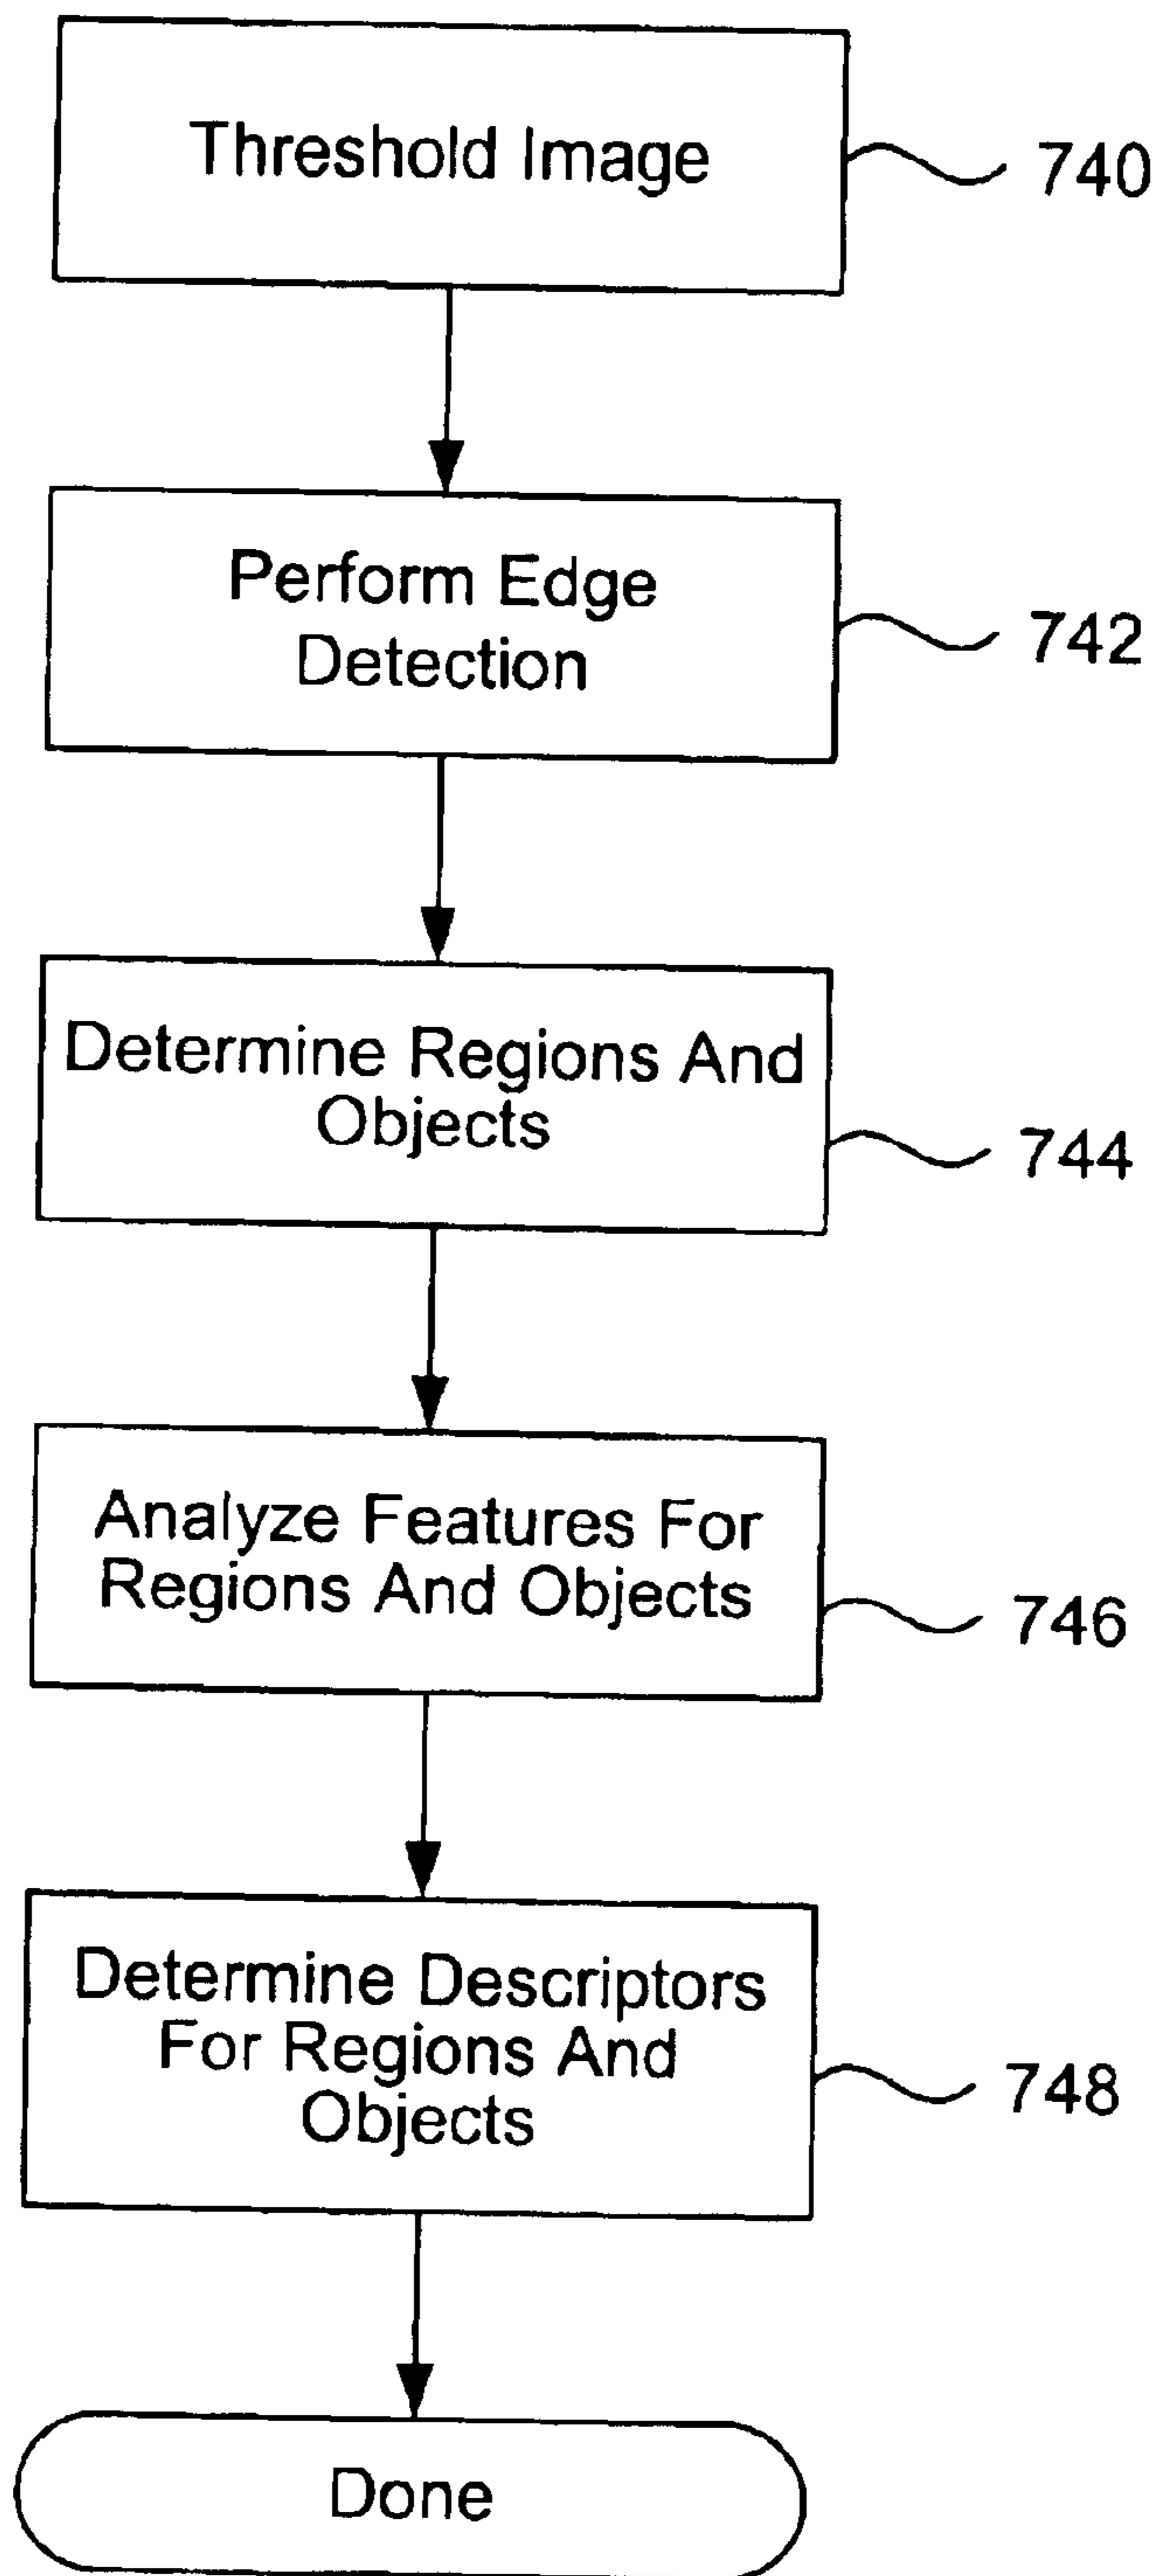 Threshold Image
740
Perform Edge
Detection
742
Determine Regions And
Objects
744
Analyze Features For
Regions And Objects
746
Determine Descriptors
For Regions And
Objects
748
Done